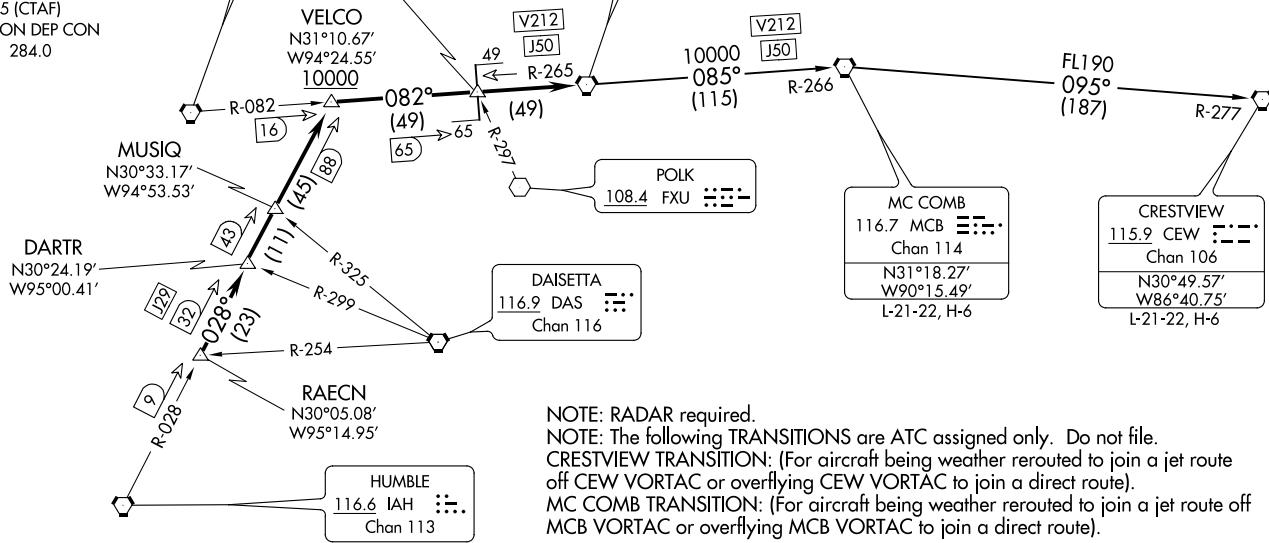 5 (CTAF)
ON DEP CON
284.0
VELCO
N31°10.67'
W94°24.55'
10000
V212
J50
V212
J50
49
R-265
10000
085°
(115)
R-266
FL190
095°
(187)
R-277
R-082
16
082°
(49)
(49)
65
65
R-297
MUSIQ
N30°33.17'
W94°53.53'
88
(45)
POLK
108.4 FXU
MC COMB
116.7 MCB
Chan 114
N31°18.27'
W90°15.49'
L-21-22, H-6
CRESTVIEW
115.9 CEW
Chan 106
N30°49.57'
W86°40.75'
L-21-22, H-6
43
(11)
R-325
DARTR
N30°24.19'
W95°00.41'
R-299
DAISETTA
116.9 DAS
Chan 116
J29
32
028°
(23)
R-254
RAECN
N30°05.08'
W95°14.95'
9
R-028
HUMBLE
116.6 IAH
Chan 113
NOTE: RADAR required.
NOTE: The following TRANSITIONS are ATC assigned only. Do not file.
CRESTVIEW TRANSITION: (For aircraft being weather rerouted to join a jet route
off CEW VORTAC or overflying CEW VORTAC to join a direct route).
MC COMB TRANSITION: (For aircraft being weather rerouted to join a jet route off
MCB VORTAC or overflying MCB VORTAC to join a direct route).